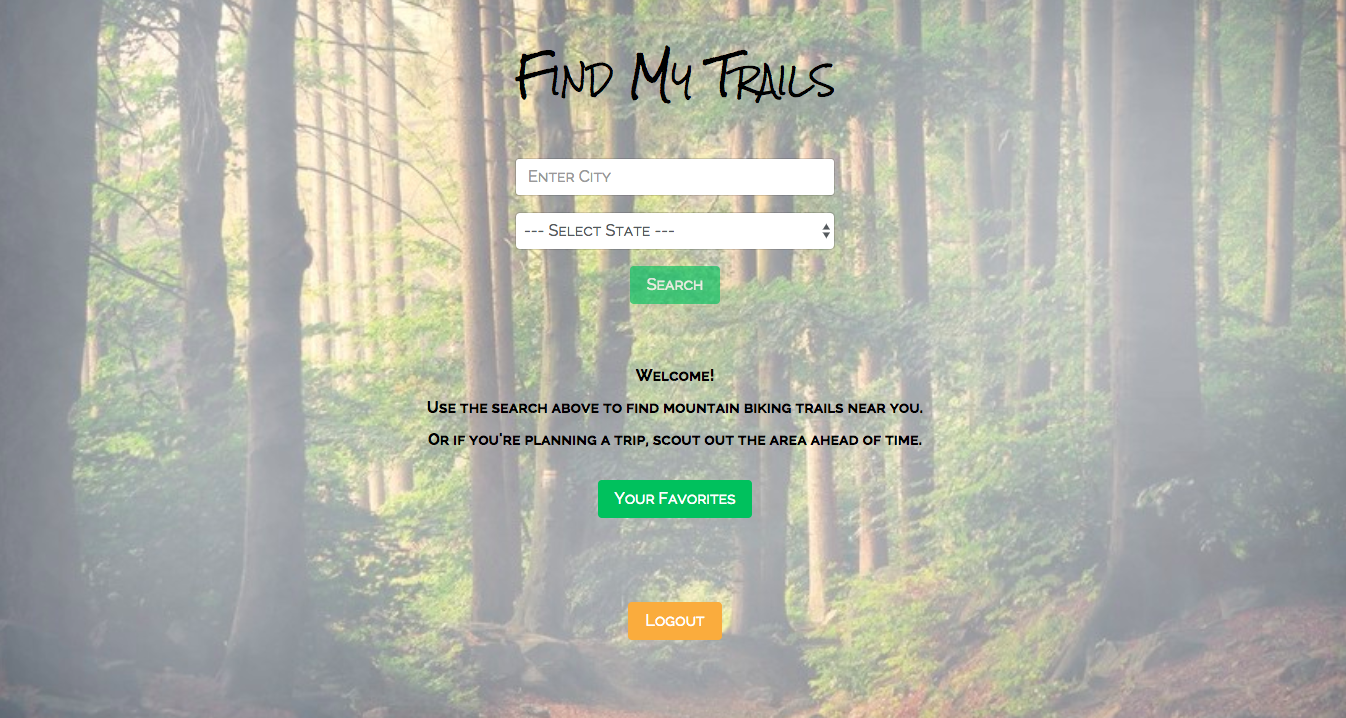 Find My Trails
Enter City
--- Select State ---
Search
Welcome!
Use the search above to find mountain biking trails near you.
Or if you're planning a trip, scout out the area ahead of time.
Your Favorites
Logout